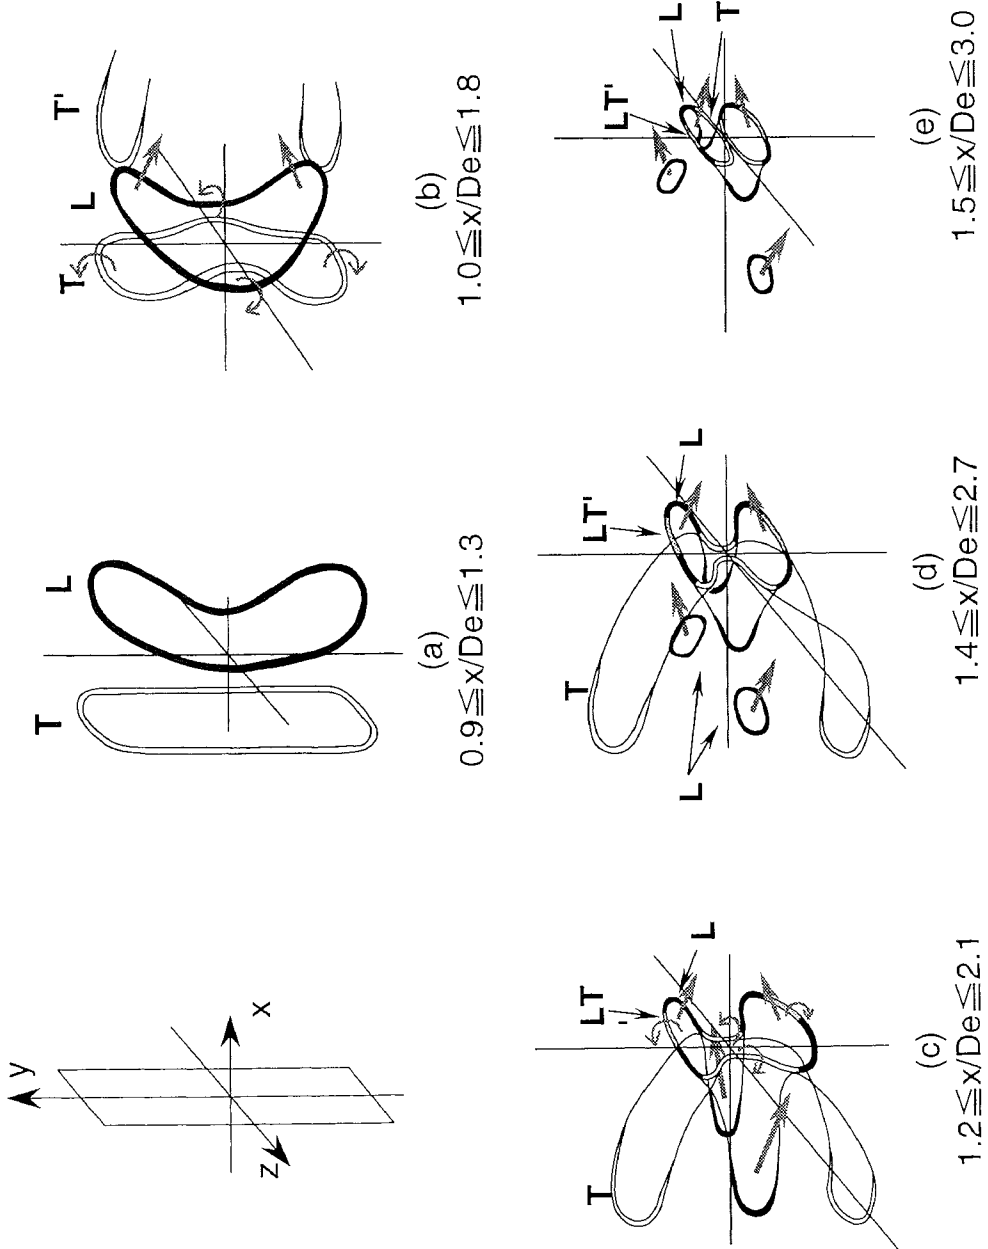 y
x
z
T
L
(a)
0.9≦x/De≦1.3
T
L
T'
(b)
1.0≦x/De≦1.8
T
LT
L
(c)
1.2≦x/De≦2.1
T
LT'
L
L
(d)
1.4≦x/De≦2.7
LT'
L
T
(e)
1.5≦x/De≦3.0